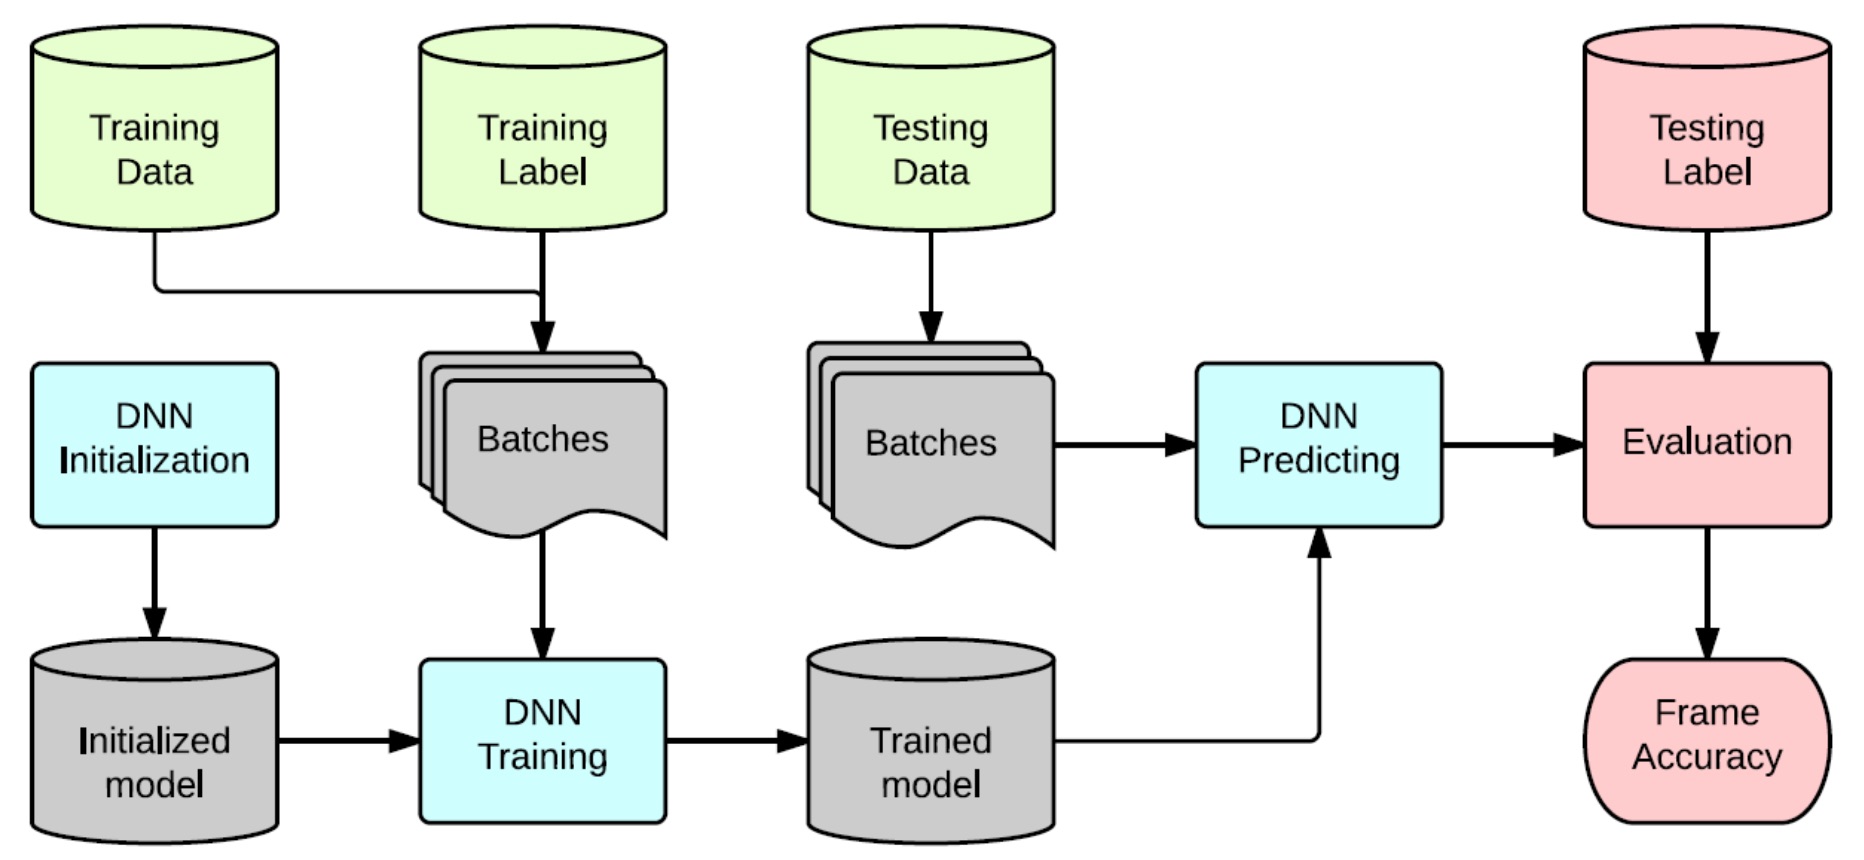 Training
Data
Training
Label
Testing
Data
Testing
Label
DNN
Initialization
Batches
Batches
DNN
Predicting
Evaluation
Initialized
model
DNN
Training
Trained
model
Frame
Accuracy